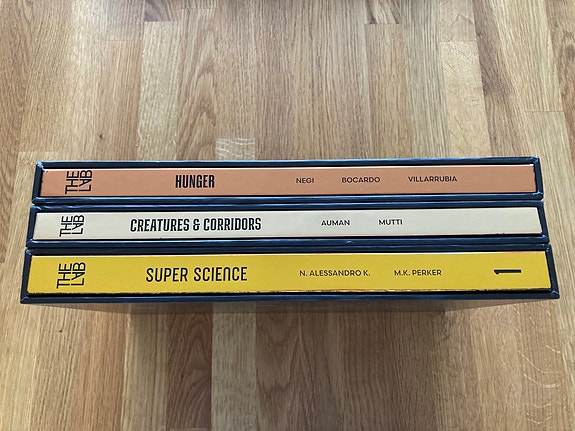 THE LAB HUNGER NEGI BOCARDO VILLARRUBIA
THE LAB CREATURES & CORRIDORS AUMAN MUTTI
THE LAB SUPER SCIENCE N. ALESSANDRO K. M.K. PERKER 1